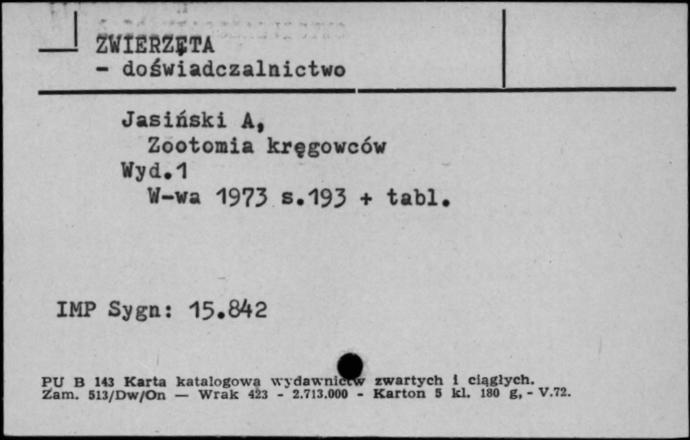 ZWIERZĘTA
- doświadczalnictwo
Jasiński A,
Zootomia kręgowców
Wyd.1
W-wa 1973 s.193 + tabl.
IMP Sygn: 15.842
PU B 143 Karta katalogowa wydawnictw zwartych i ciągłych.
Zam. 513/Dw/On — Wrak 423 - 2.713.000 - Karton 5 kl. 180 g, - V.72.